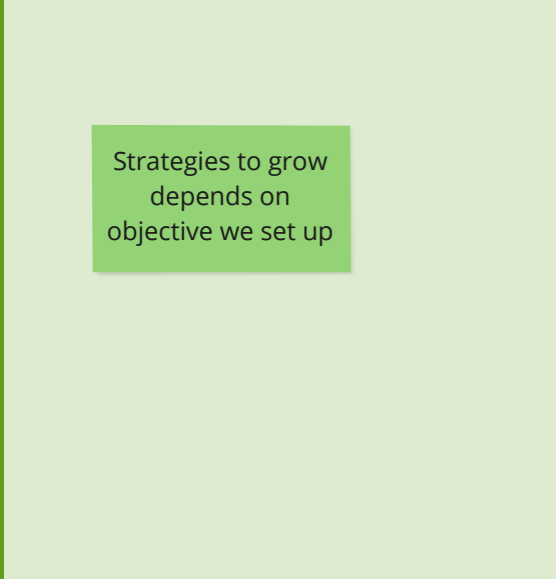 Strategies to grow
depends on
objective we set up